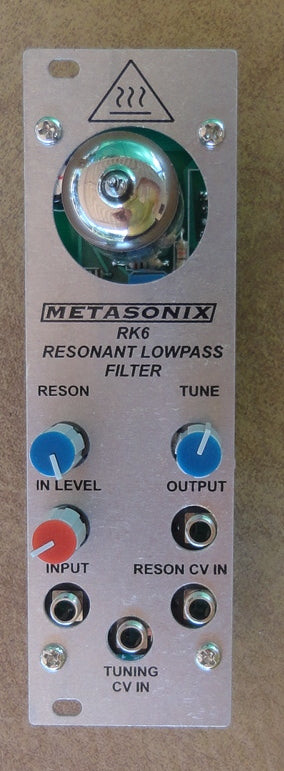 METASONIX
RK6
RESONANT LOWPASS
FILTER
RESON TUNE
IN LEVEL OUTPUT
INPUT RESON CV IN
TUNING
CV IN